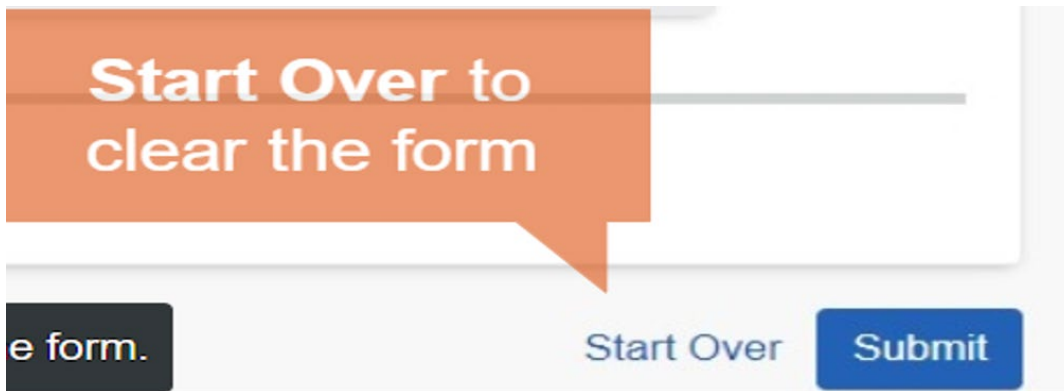 Start Over to
clear the form
e form.
Start Over
Submit